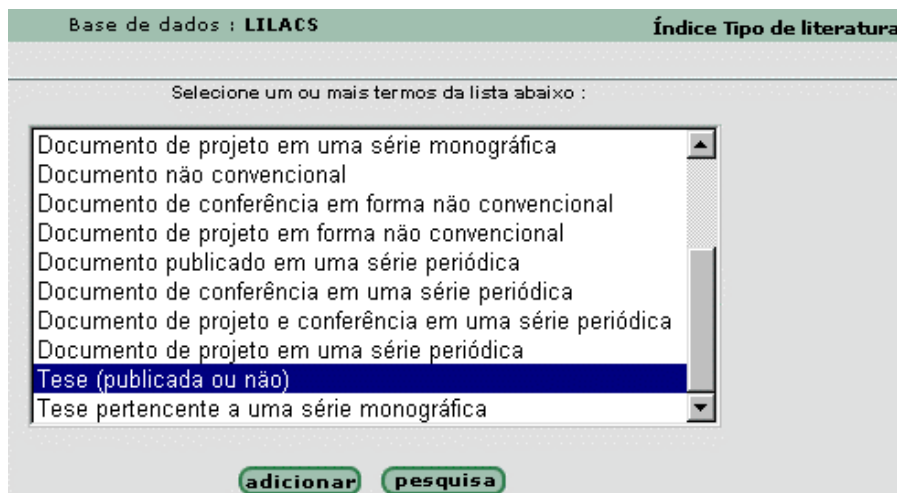 Base de dados : LILACS Índice Tipo de literatura
Selecione um ou mais termos da lista abaixo :
Documento de projeto em uma série monográfica
Documento não convencional
Documento de conferência em forma não convencional
Documento de projeto em forma não convencional
Documento publicado em uma série periódica
Documento de conferência em uma série periódica
Documento de projeto e conferência em uma série periódica
Documento de projeto em uma série periódica
Tese (publicada ou não)
Tese pertencente a uma série monográfica
adicionar pesquisa